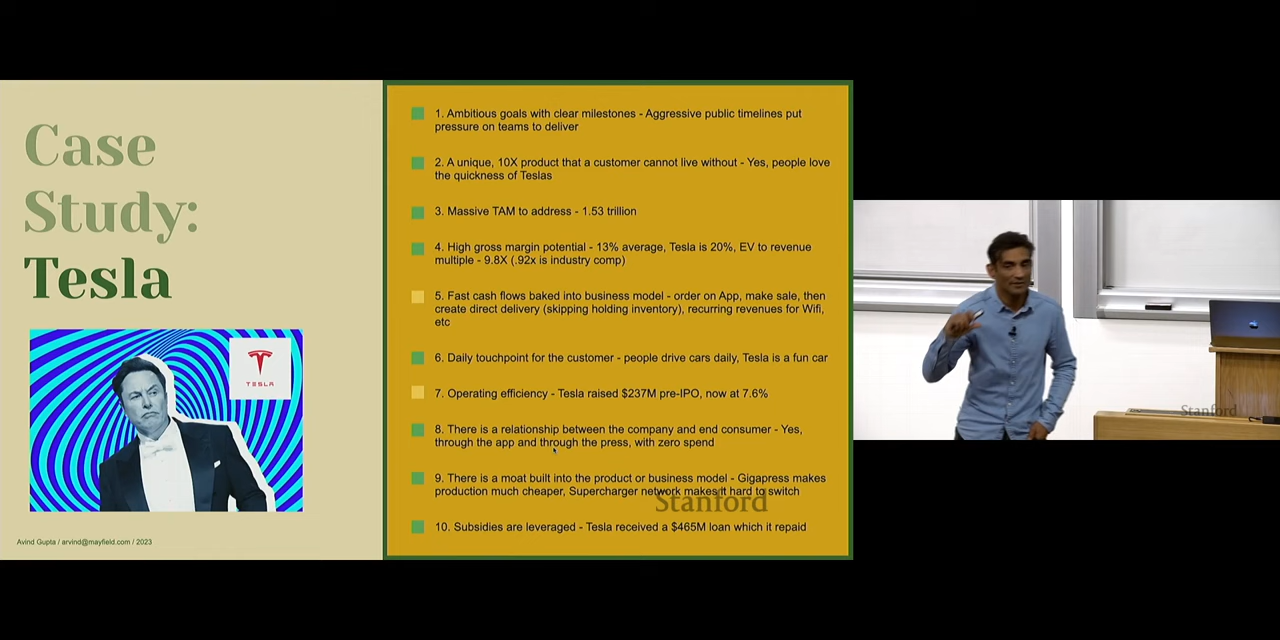 Case
Study:
Tesla
TESLA
Avind Gupta / arvind@mayfield.com / 2023
1. Ambitious goals with clear milestones - Aggressive public timelines put
pressure on teams to deliver
2. A unique, 10X product that a customer cannot live without - Yes, people love
the quickness of Teslas
3. Massive TAM to address - 1.53 trillion
4. High gross margin potential - 13% average, Tesla is 20%, EV to revenue
multiple - 9.8X (.92x is industry comp)
5. Fast cash flows baked into business model - order on App, make sale, then
create direct delivery (skipping holding inventory), recurring revenues for Wifi,
etc
6. Daily touchpoint for the customer - people drive cars daily, Tesla is a fun car
7. Operating efficiency - Tesla raised $237M pre-IPO, now at 7.6%
8. There is a relationship between the company and end consumer - Yes,
through the app and through the press, with zero spend
9. There is a moat built into the product or business model - Gigapress makes
production much cheaper, Supercharger network makes it hard to switch
Stanford
10. Subsidies are leveraged - Tesla received a $465M loan which it repaid
Stanford